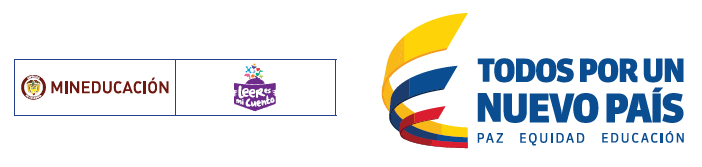 MINEDUCACIÓN
Leer es
mi Cuento
TODOS POR UN
NUEVO PAÍS
PAZ EQUIDAD EDUCACIÓN